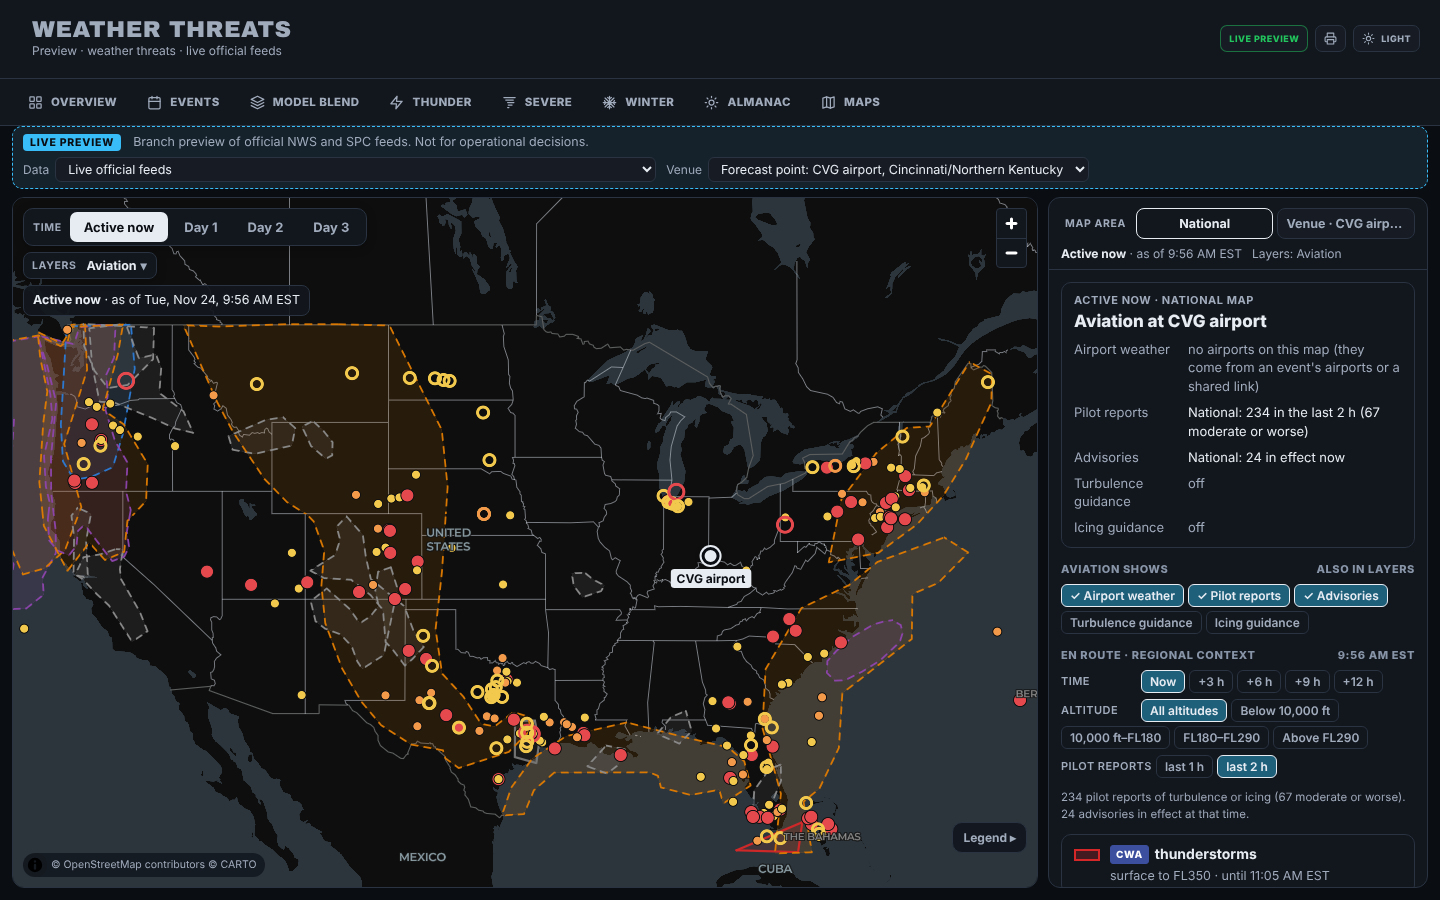 WEATHER THREATS
Preview · weather threats · live official feeds
LIVE PREVIEW
LIGHT
OVERVIEW
EVENTS
MODEL BLEND
THUNDER
SEVERE
WINTER
ALMANAC
MAPS
LIVE PREVIEW Branch preview of official NWS and SPC feeds. Not for operational decisions.
Data Live official feeds Venue Forecast point: CVG airport, Cincinnati/Northern Kentucky
TIME Active now Day 1 Day 2 Day 3
LAYERS Aviation ▾
Active now · as of Tue, Nov 24, 9:56 AM EST
+
−
UNITED
STATES
CVG airport
BER
THE BAHAMAS
MEXICO
CUBA
Legend ▸
© OpenStreetMap contributors © CARTO
MAP AREA National Venue · CVG airp...
Active now · as of 9:56 AM EST Layers: Aviation
ACTIVE NOW · NATIONAL MAP
Aviation at CVG airport
Airport weather no airports on this map (they
come from an event's airports or a
shared link)
Pilot reports National: 234 in the last 2 h (67
moderate or worse)
Advisories National: 24 in effect now
Turbulence off
guidance
Icing guidance off
AVIATION SHOWS ALSO IN LAYERS
✓ Airport weather ✓ Pilot reports ✓ Advisories
Turbulence guidance Icing guidance
EN ROUTE · REGIONAL CONTEXT 9:56 AM EST
TIME Now +3 h +6 h +9 h +12 h
ALTITUDE All altitudes Below 10,000 ft
10,000 ft–FL180 FL180–FL290 Above FL290
PILOT REPORTS last 1 h last 2 h
234 pilot reports of turbulence or icing (67 moderate or worse).
24 advisories in effect at that time.
CWA thunderstorms
surface to FL350 · until 11:05 AM EST